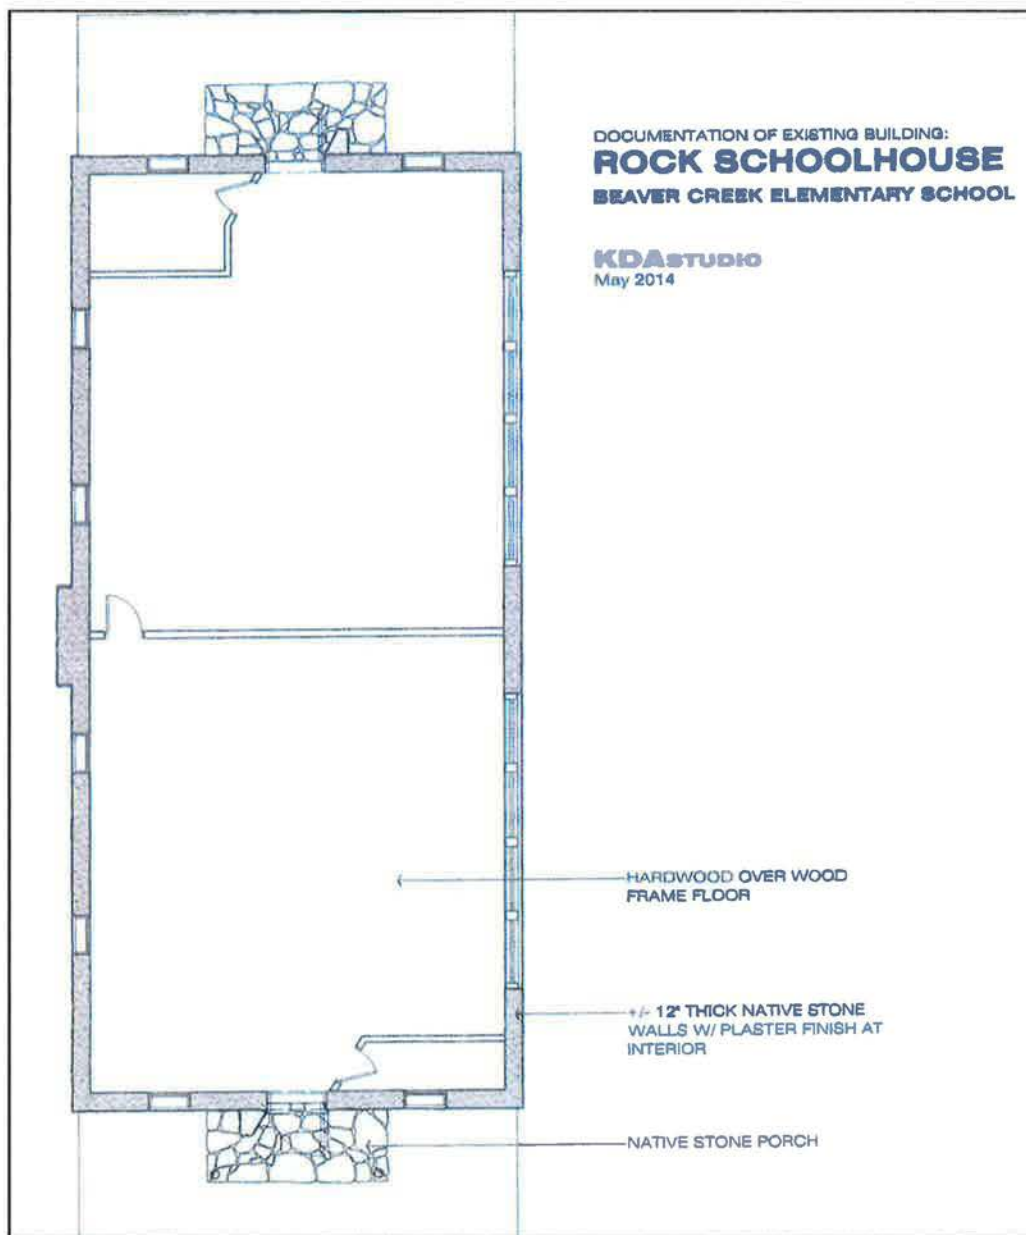 DOCUMENTATION OF EXISTING BUILDING:
ROCK SCHOOLHOUSE
BEAVER CREEK ELEMENTARY SCHOOL
KDASTUDIO
May 2014
HARDWOOD OVER WOOD
FRAME FLOOR
+/- 12" THICK NATIVE STONE
WALLS W/ PLASTER FINISH AT
INTERIOR
NATIVE STONE PORCH